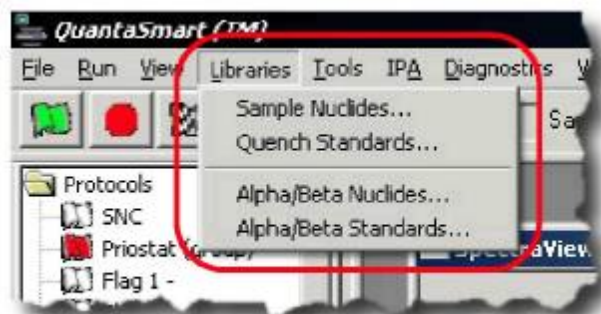 QuantaSmart (TM)
File Run View Libraries Tools IPA Diagnostics
Sample Nuclides...
Quench Standards...
Alpha/Beta Nuclides...
Alpha/Beta Standards...
Protocols
SNC
Priostat (group)
Flag 1 -